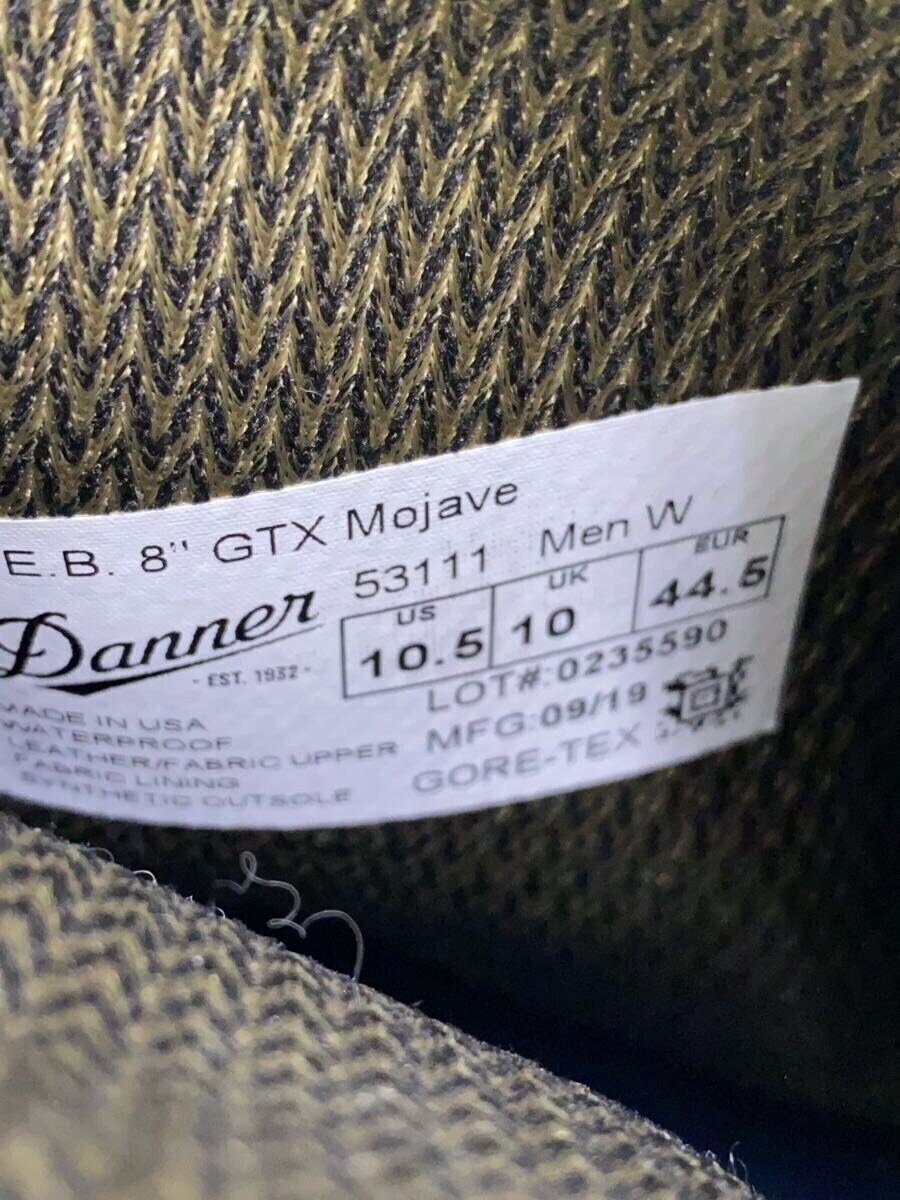 E.B. 8" GTX Mojave
53111 Men W
Danner
- EST. 1932 -
US UK EUR
10.5 10 44.5
LOT#:0235590
MFG:09/19
GORE-TEX
MADE IN USA
WATERPROOF
LEATHER/FABRIC UPPER
FABRIC LINING
SYNTHETIC OUTSOLE